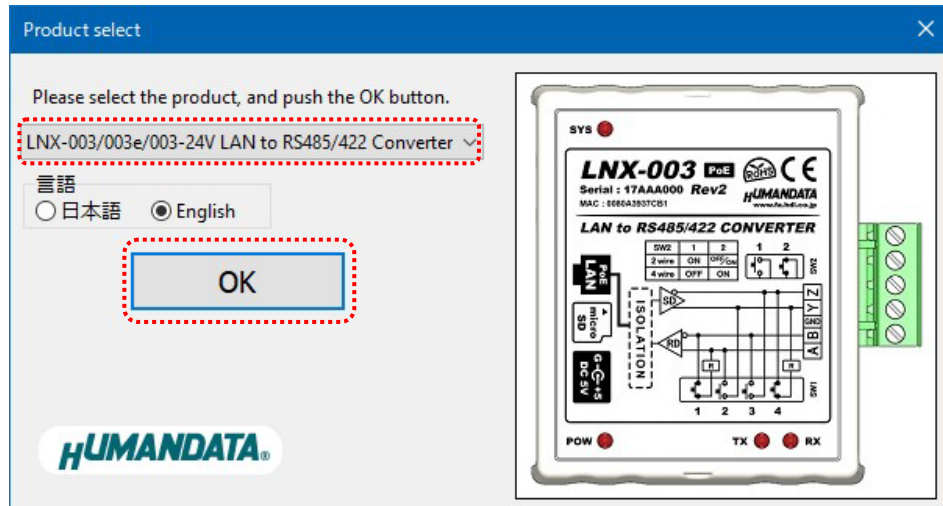 Product select
Please select the product, and push the OK button.
LNX-003/003e/003-24V LAN to RS485/422 Converter
言語
日本語 English
OK
HUMANDATA®
SYS
LNX-003 PoE RoHS CE
Serial : 17AAA000 Rev2 HUMANDATA
MAC : 0080A3937CB1 www.fa.hdl.co.jp
LAN to RS485/422 CONVERTER
SW2 1 2
2 wire ON OFF/ON
4 wire OFF ON
1 2
SW2
PoE LAN
micro SD
G +5
DC 5V
ISOLATION
SD
RD
Z
Y
GND
B
A
R R
SW1
1 2 3 4
POW TX RX